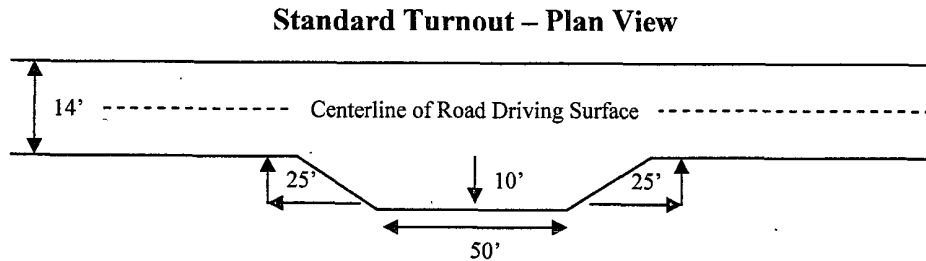 Standard Turnout – Plan View
14’
Centerline of Road Driving Surface
25’
10’
25’
50’